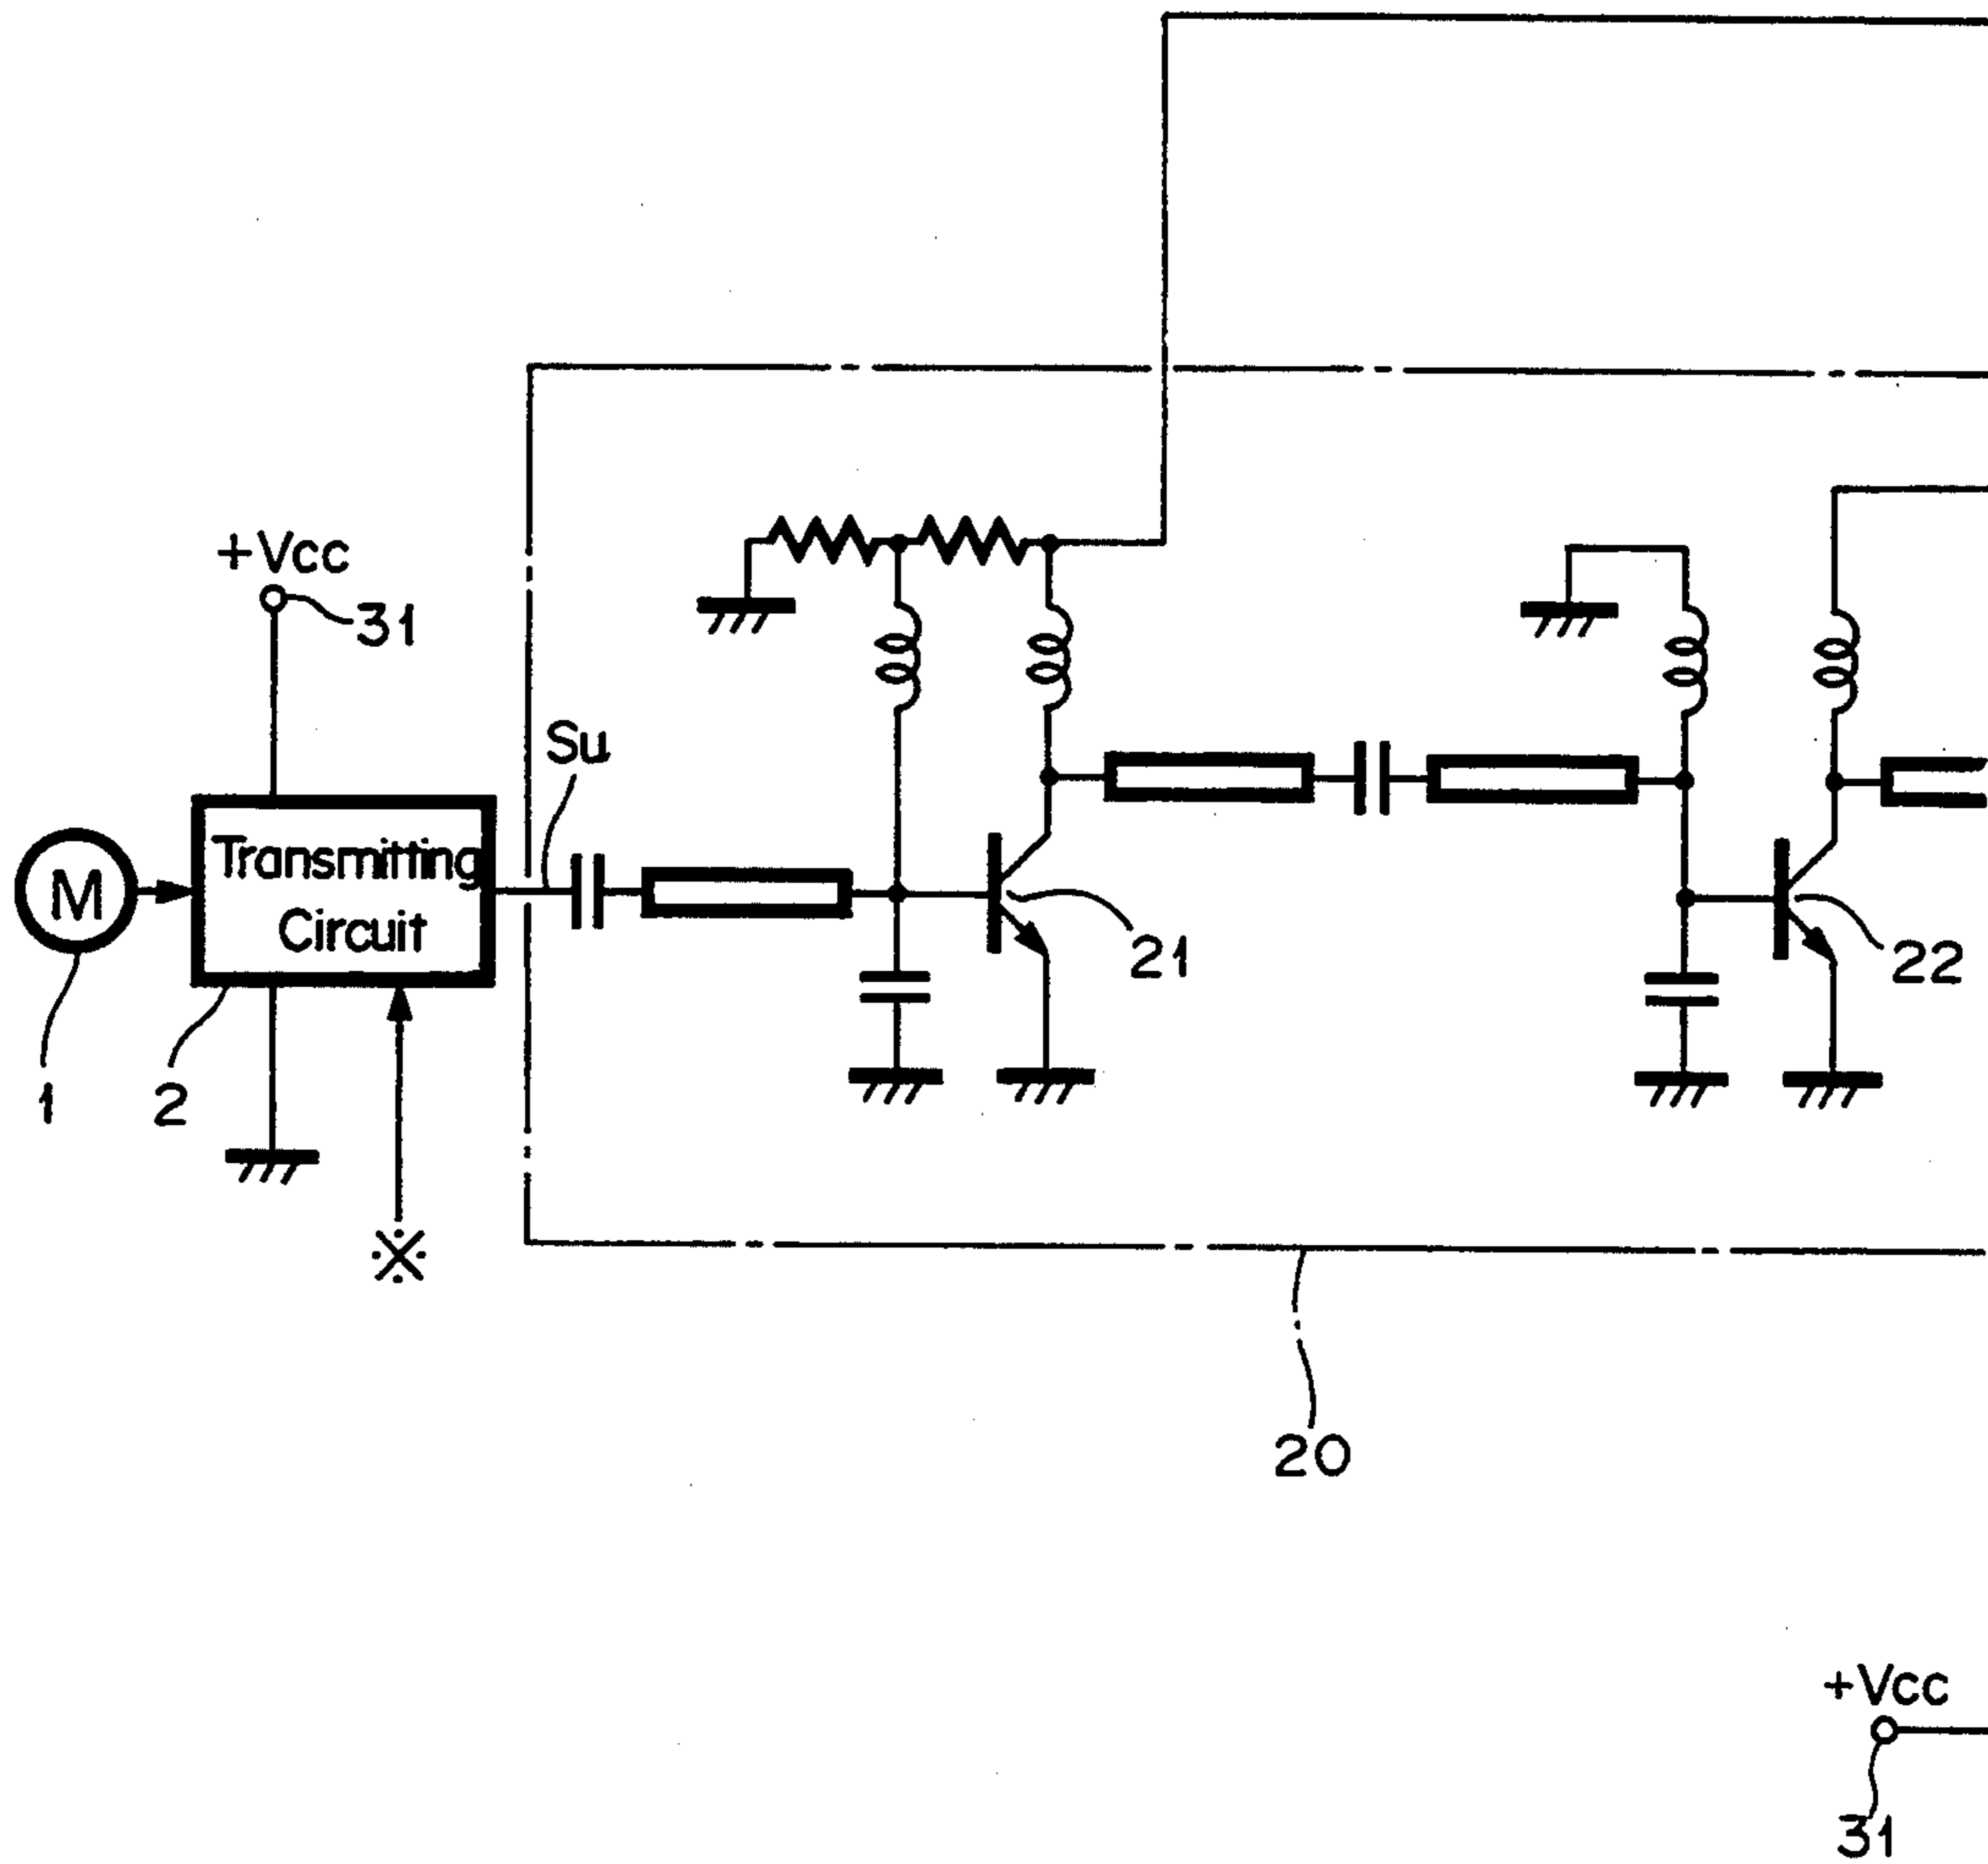 +Vcc
31
Su
Transmitting
Circuit
M
21
22
1
2
※
20
+Vcc
31